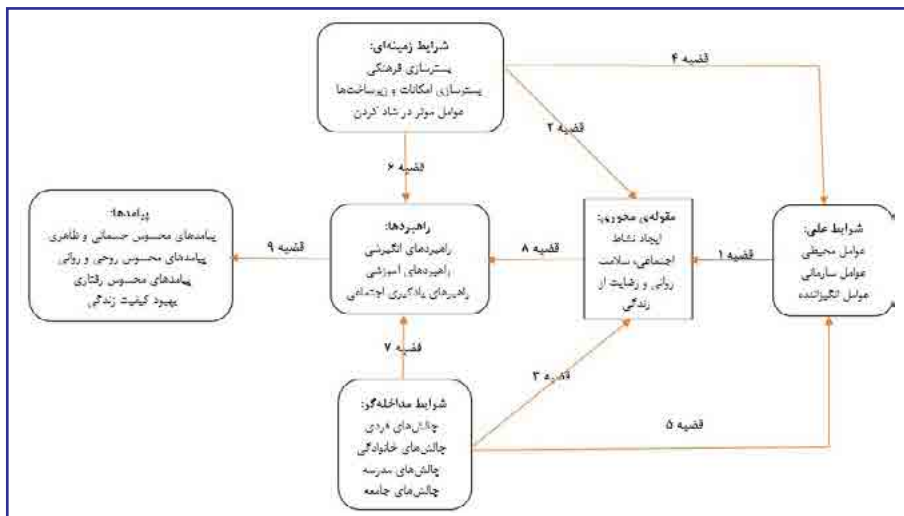 شرایط زمینه‌ای:
بسترسازی فرهنگی
بسترسازی امکانات و زیرساخت‌ها
عوامل موثر در شاد کردن
قضیه ۴
قضیه ۲
قضیه ۶
شرایط علی:
عوامل محیطی
عوامل سازمانی
عوامل انگیزاننده
قضیه ۱
مقوله‌ی محوری:
ایجاد نشاط
اجتماعی، سلامت
روانی و رضایت از
زندگی
قضیه ۸
راهبردها:
راهبردهای انگیزشی
راهبردهای آموزشی
راهبرهای یادگیری اجتماعی
قضیه ۹
پیامدها:
پیامدهای محسوس جسمانی و ظاهری
پیامدهای محسوس روحی و روانی
پیامدهای محسوس رفتاری
بهبود کیفیت زندگی
قضیه ۷
قضیه ۳
قضیه ۵
شرایط مداخله‌گر:
چالش‌های فردی
چالش‌های خانوادگی
چالش‌های مدرسه
چالش‌های جامعه